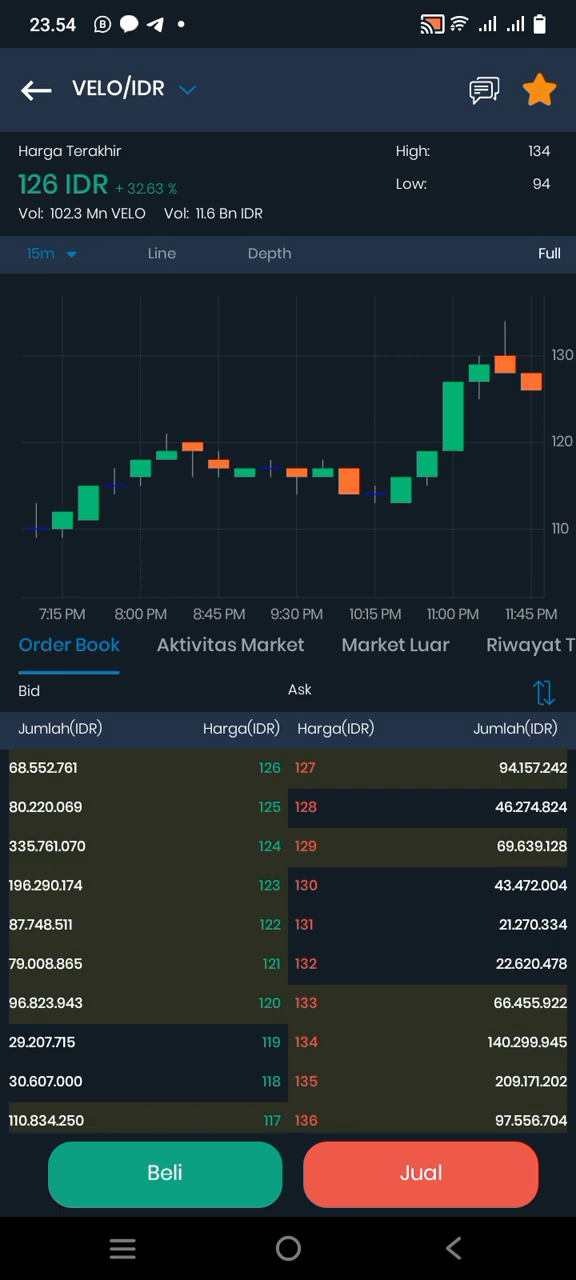 23.54
VELO/IDR
Harga Terakhir
126 IDR + 32.63 %
High: 134
Low: 94
Vol: 102.3 Mn VELO Vol: 11.6 Bn IDR
15m Line Depth Full
130
120
110
7:15 PM 8:00 PM 8:45 PM 9:30 PM 10:15 PM 11:00 PM 11:45 PM
Order Book Aktivitas Market Market Luar Riwayat T
Bid Ask
Jumlah(IDR) Harga(IDR) Harga(IDR) Jumlah(IDR)
68.552.761 126 127 94.157.242
80.220.069 125 128 46.274.824
335.761.070 124 129 69.639.128
196.290.174 123 130 43.472.004
87.748.511 122 131 21.270.334
79.008.865 121 132 22.620.478
96.823.943 120 133 66.455.922
29.207.715 119 134 140.299.945
30.607.000 118 135 209.171.202
110.834.250 117 136 97.556.704
Beli Jual